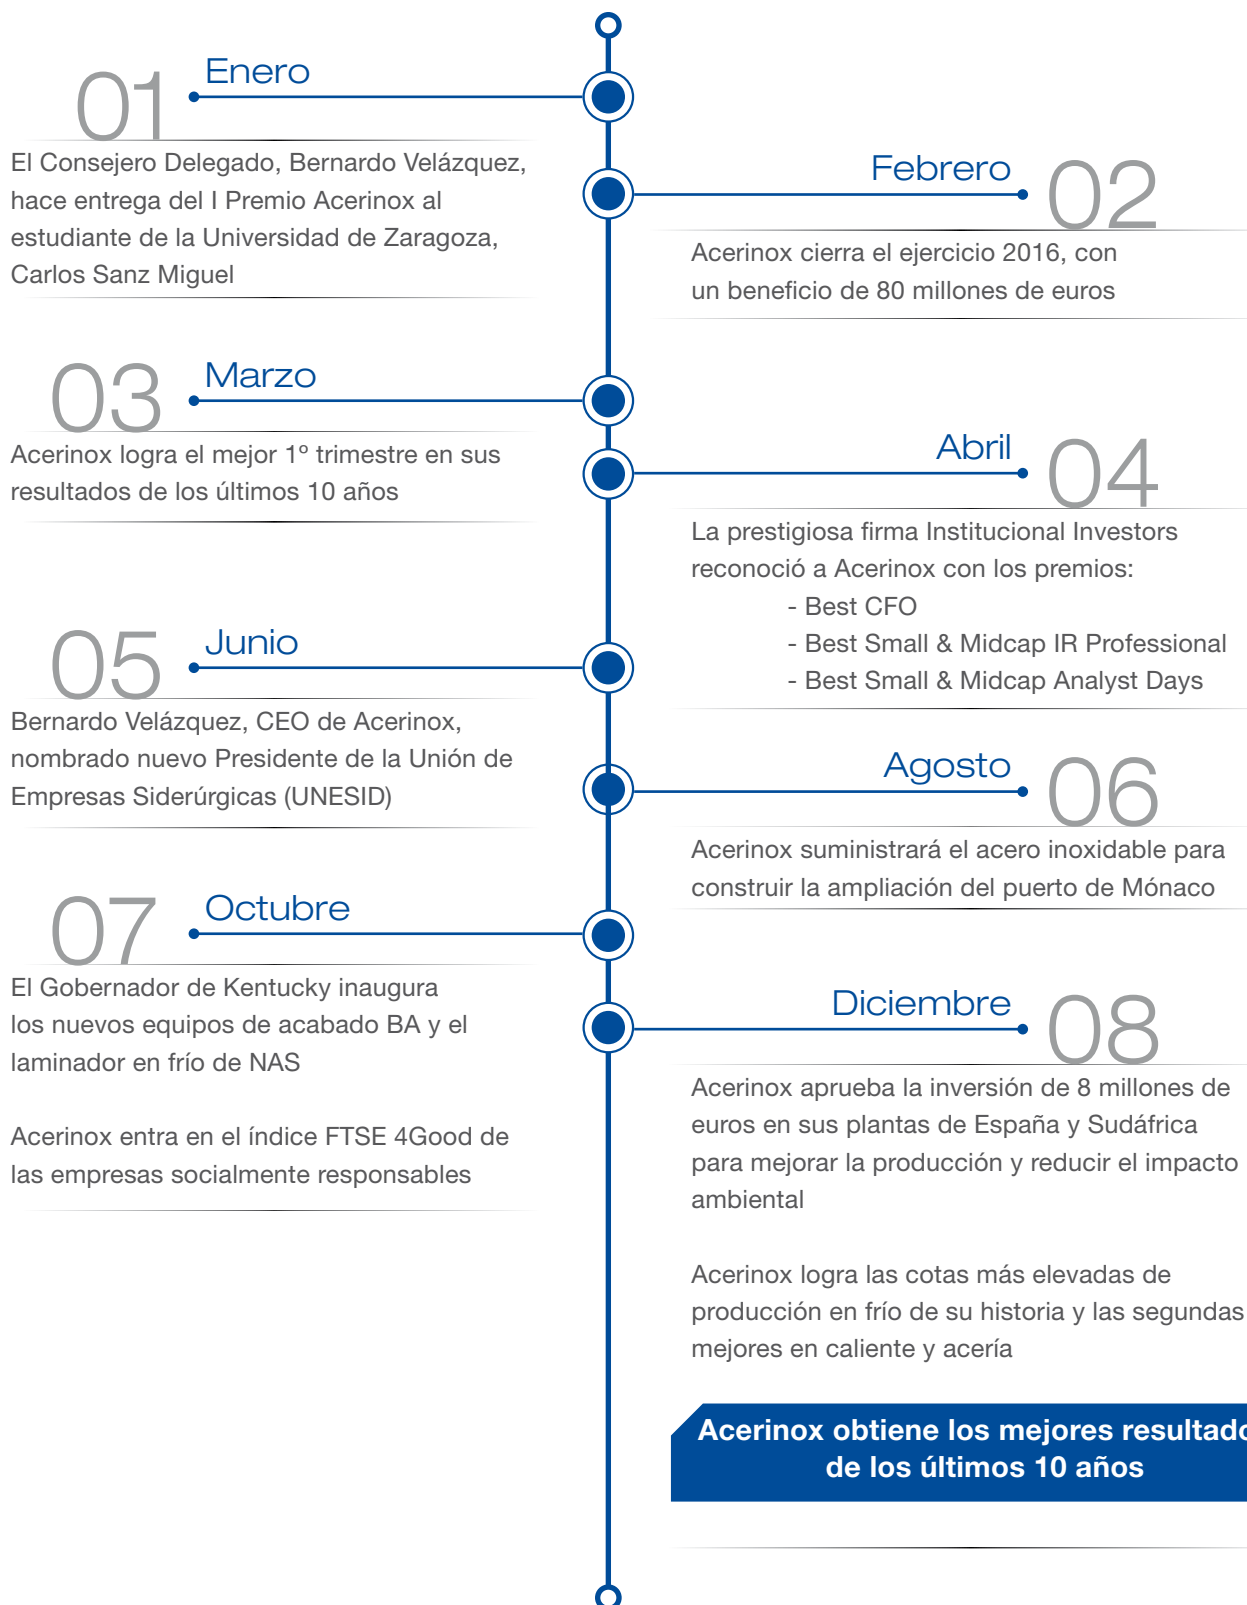 01
Enero
El Consejero Delegado, Bernardo Velázquez,
hace entrega del I Premio Acerinox al
estudiante de la Universidad de Zaragoza,
Carlos Sanz Miguel
Febrero
02
Acerinox cierra el ejercicio 2016, con
un beneficio de 80 millones de euros
03
Marzo
Acerinox logra el mejor 1º trimestre en sus
resultados de los últimos 10 años
Abril
04
La prestigiosa firma Institucional Investors
reconoció a Acerinox con los premios:
- Best CFO
- Best Small & Midcap IR Professional
- Best Small & Midcap Analyst Days
05
Junio
Bernardo Velázquez, CEO de Acerinox,
nombrado nuevo Presidente de la Unión de
Empresas Siderúrgicas (UNESID)
Agosto
06
Acerinox suministrará el acero inoxidable para
construir la ampliación del puerto de Mónaco
07
Octubre
El Gobernador de Kentucky inaugura
los nuevos equipos de acabado BA y el
laminador en frío de NAS
Acerinox entra en el índice FTSE 4Good de
las empresas socialmente responsables
Diciembre
08
Acerinox aprueba la inversión de 8 millones de
euros en sus plantas de España y Sudáfrica
para mejorar la producción y reducir el impacto
ambiental
Acerinox logra las cotas más elevadas de
producción en frío de su historia y las segundas
mejores en caliente y acería
Acerinox obtiene los mejores resultado
de los últimos 10 años